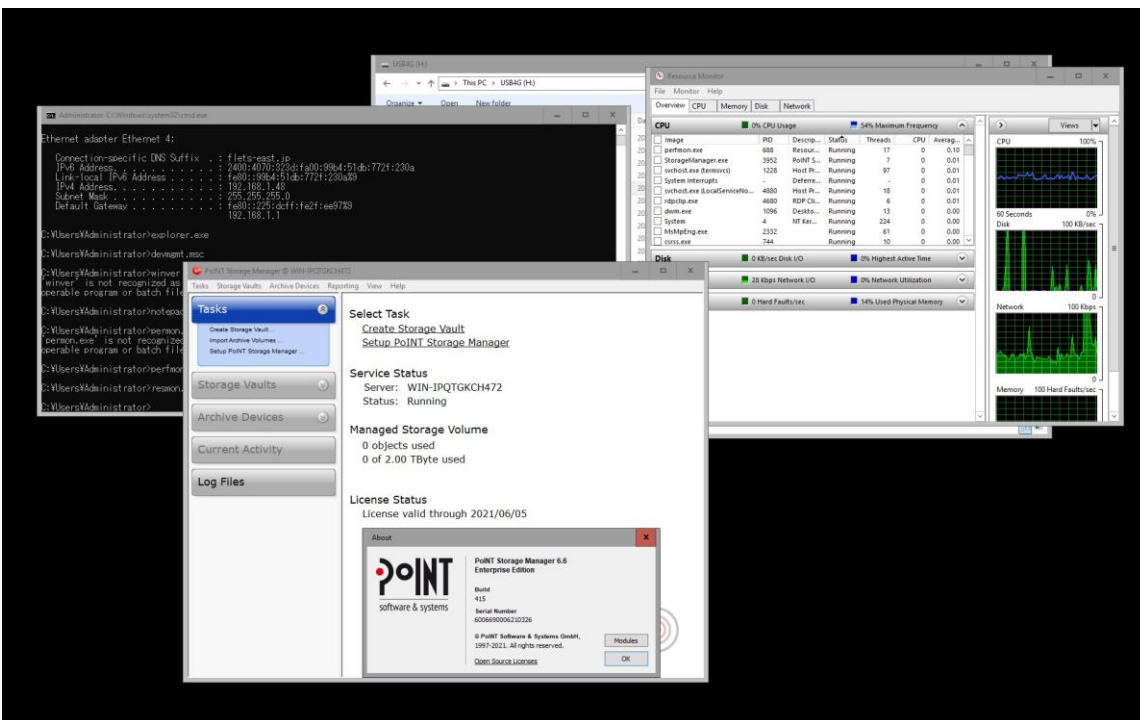 USB4G (H:)
This PC > USB4G (H:)
Organize Open New folder
Administrator: C:\Windows\system32\cmd.exe
Ethernet adapter Ethernet 4:
Connection-specific DNS Suffix . : flets-east.jp
IPv6 Address. . . . . . . . . . . : 2400:4070:323d:fa00:99b4:51db:772f:230a
Link-local IPv6 Address . . . . . : fe80::99b4:51db:772f:230a%9
IPv4 Address. . . . . . . . . . . : 192.168.1.48
Subnet Mask . . . . . . . . . . . : 255.255.255.0
Default Gateway . . . . . . . . . : fe80::225:dcff:fe2f:ee97%9
192.168.1.1
C:¥Users¥Administrator>explorer.exe
C:¥Users¥Administrator>devmgmt.msc
C:¥Users¥Administrator>winver
'winver' is not recognized as
operable program or batch file
C:¥Users¥Administrator>notepad
C:¥Users¥Administrator>permon.
'permon.exe' is not recognized
operable program or batch file
C:¥Users¥Administrator>perfmon
C:¥Users¥Administrator>resmon.
C:¥Users¥Administrator>
Resource Monitor
File Monitor Help
Overview CPU Memory Disk Network
CPU 0% CPU Usage 54% Maximum Frequency
Image PID Descrip... Status Threads CPU Averag...
perfmon.exe 688 Resour... Running 17 0 0.10
StorageManager.exe 3952 PoINT S... Running 7 0 0.01
svchost.exe (termsvcs) 1228 Host Pr... Running 97 0 0.01
System Interrupts - Deferre... Running - 0 0.01
svchost.exe (LocalServiceNo... 4880 Host Pr... Running 18 0 0.01
rdpclip.exe 4680 RDP Cli... Running 6 0 0.01
dwm.exe 1096 Deskto... Running 13 0 0.00
System 4 NT Ker... Running 224 0 0.00
MsMpEng.exe 2332 Running 61 0 0.00
csrss.exe 744 Running 10 0 0.00
Disk 0 KB/sec Disk I/O 0% Highest Active Time
28 Kbps Network I/O 0% Network Utilization
0 Hard Faults/sec 14% Used Physical Memory
Views
CPU 100%
60 Seconds 0%
Disk 100 KB/sec
0
Network 100 Kbps
0
Memory 100 Hard Faults/sec
PoINT Storage Manager @ WIN-IPQTGKCH472
Tasks Storage Vaults Archive Devices Reporting View Help
Tasks
Create Storage Vault ...
Import Archive Volumes ...
Setup PoINT Storage Manager ...
Storage Vaults
Archive Devices
Current Activity
Log Files
Select Task
Create Storage Vault
Setup PoINT Storage Manager
Service Status
Server: WIN-IPQTGKCH472
Status: Running
Managed Storage Volume
0 objects used
0 of 2.00 TByte used
License Status
License valid through 2021/06/05
About
PoINT
software & systems
PoINT Storage Manager 6.6
Enterprise Edition
Build
415
Serial Number
6006690006210326
© PoINT Software & Systems GmbH,
1997-2021. All rights reserved.
Open Source Licenses
Modules
OK